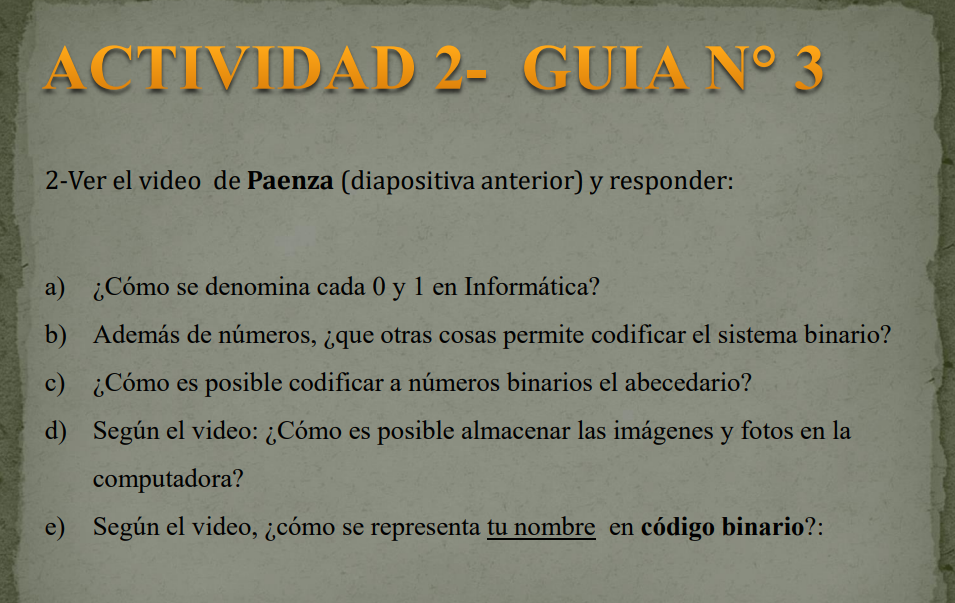 ACTIVIDAD 2- GUIA N° 3
2-Ver el video de Paenza (diapositiva anterior) y responder:
a) ¿Cómo se denomina cada 0 y 1 en Informática?
b) Además de números, ¿que otras cosas permite codificar el sistema binario?
c) ¿Cómo es posible codificar a números binarios el abecedario?
d) Según el video: ¿Cómo es posible almacenar las imágenes y fotos en la
computadora?
e) Según el video, ¿cómo se representa tu nombre en código binario?: